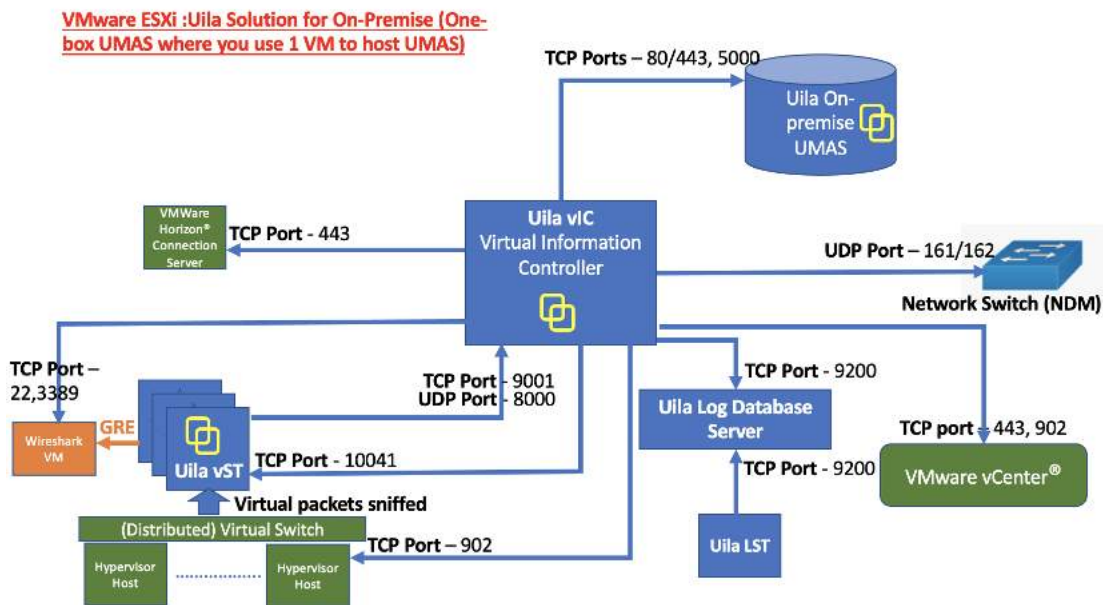 VMware ESXi :Uila Solution for On-Premise (One-
box UMAS where you use 1 VM to host UMAS)
TCP Ports – 80/443, 5000
Uila On-
premise
UMAS
VMWare
Horizon®
Connection
Server
TCP Port - 443
Uila vIC
Virtual Information
Controller
UDP Port – 161/162
Network Switch (NDM)
TCP Port –
22,3389
TCP Port - 9001
UDP Port - 8000
TCP Port - 9200
Wireshark
VM
GRE
Uila vST
TCP Port - 10041
Uila Log Database
Server
TCP port – 443, 902
VMware vCenter®
TCP Port - 9200
Virtual packets sniffed
(Distributed) Virtual Switch
TCP Port – 902
Uila LST
Hypervisor
Host
Hypervisor
Host